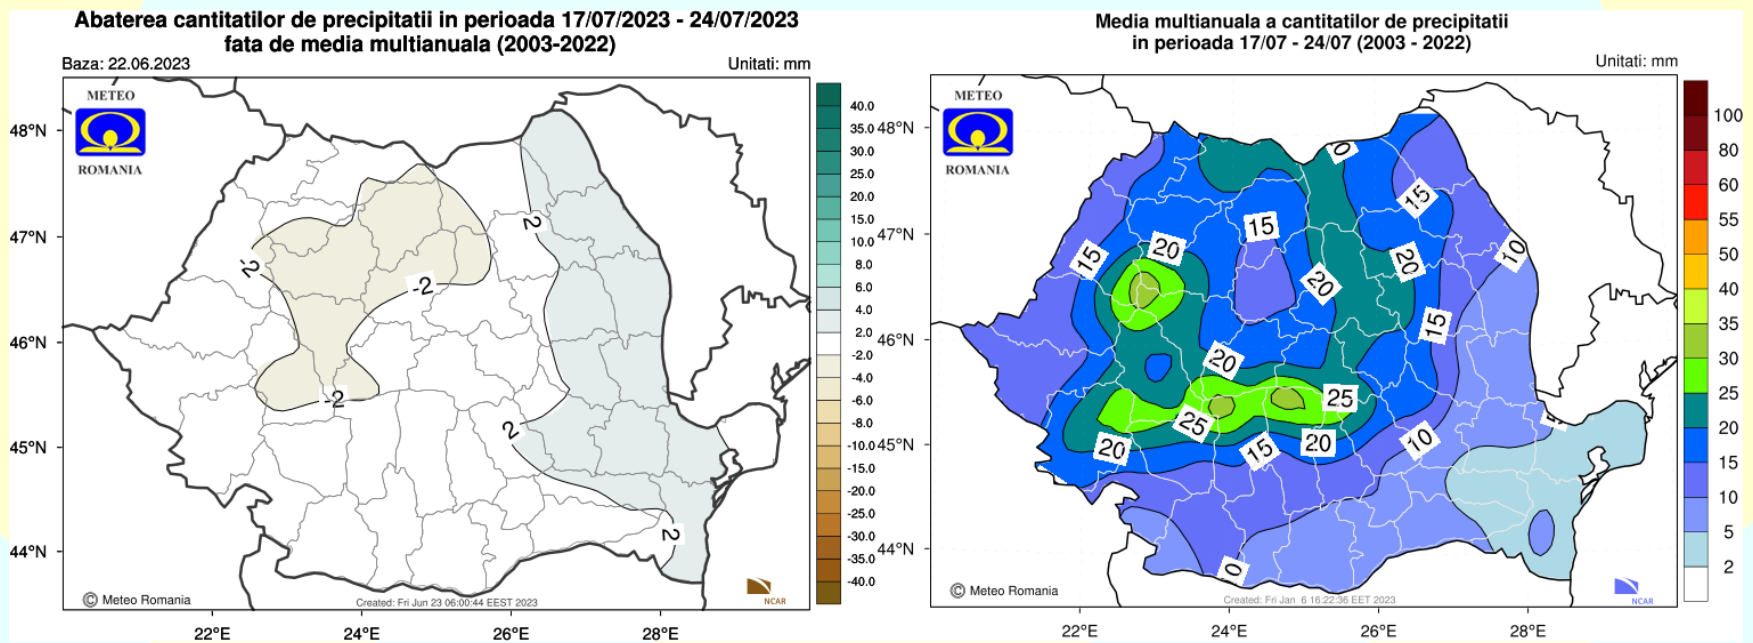 Abaterea cantitatilor de precipitatii in perioada 17/07/2023 - 24/07/2023
fata de media multianuala (2003-2022)
Baza: 22.06.2023
Unitati: mm
METEO
ROMANIA
48°N
47°N
46°N
45°N
44°N
22°E
24°E
26°E
28°E
-2
-2
-2
2
2
2
40.0
35.0
30.0
25.0
20.0
15.0
10.0
8.0
6.0
4.0
2.0
-2.0
-4.0
-6.0
-8.0
-10.0
-15.0
-20.0
-25.0
-30.0
-35.0
-40.0
© Meteo Romania
Created: Fri Jun 23 06:00:44 EEST 2023
NCAR
Media multianuala a cantitatilor de precipitatii
in perioada 17/07 - 24/07 (2003 - 2022)
Unitati: mm
METEO
ROMANIA
48°N
47°N
46°N
45°N
44°N
22°E
24°E
26°E
28°E
0
15
15
20
15
20
20
10
15
20
25
25
20
15
20
10
0
100
80
60
55
50
45
40
35
30
25
20
15
10
5
2
© Meteo Romania
Created: Fri Jan 6 16:22:36 EET 2023
NCAR